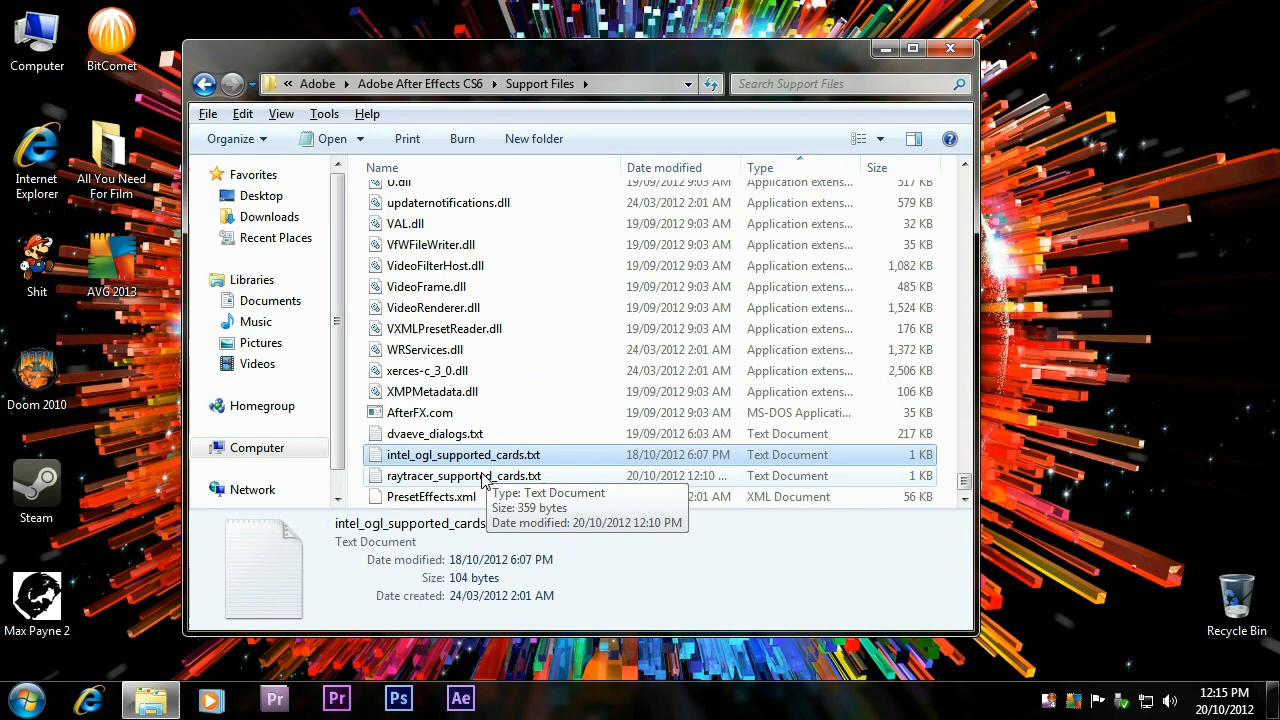 Computer
BitComet
Internet
Explorer
All You Need
For Film
Shit
AVG 2013
Doom 2010
Steam
Max Payne 2
Recycle Bin
« Adobe Adobe After Effects CS6 Support Files
Search Support Files
File Edit View Tools Help
Organize Open Print Burn New folder
Favorites
Desktop
Downloads
Recent Places
Libraries
Documents
Music
Pictures
Videos
Homegroup
Computer
Network
Name Date modified Type Size
U.dll 19/09/2012 9:03 AM Application extens... 517 KB
updaternotifications.dll 24/03/2012 2:01 AM Application extens... 579 KB
VAL.dll 19/09/2012 9:03 AM Application extens... 32 KB
VfWFileWriter.dll 19/09/2012 9:03 AM Application extens... 35 KB
VideoFilterHost.dll 19/09/2012 9:03 AM Application extens... 1,082 KB
VideoFrame.dll 19/09/2012 9:03 AM Application extens... 485 KB
VideoRenderer.dll 19/09/2012 9:03 AM Application extens... 1,524 KB
VXMLPresetReader.dll 19/09/2012 9:03 AM Application extens... 176 KB
WRServices.dll 24/03/2012 2:01 AM Application extens... 1,372 KB
xerces-c_3_0.dll 24/03/2012 2:01 AM Application extens... 2,506 KB
XMPMetadata.dll 19/09/2012 9:03 AM Application extens... 106 KB
AfterFX.com 19/09/2012 9:03 AM MS-DOS Applicati... 35 KB
dvaeve_dialogs.txt 19/09/2012 6:03 AM Text Document 217 KB
intel_ogl_supported_cards.txt 18/10/2012 6:07 PM Text Document 1 KB
raytracer_supported_cards.txt 20/10/2012 12:10 ... Text Document 1 KB
PresetEffects.xml 2:01 AM XML Document 56 KB
Type: Text Document
Size: 359 bytes
Date modified: 20/10/2012 12:10 PM
intel_ogl_supported_cards
Text Document
Date modified: 18/10/2012 6:07 PM
Size: 104 bytes
Date created: 24/03/2012 2:01 AM
Pr Pr Ps Ae
12:15 PM
20/10/2012